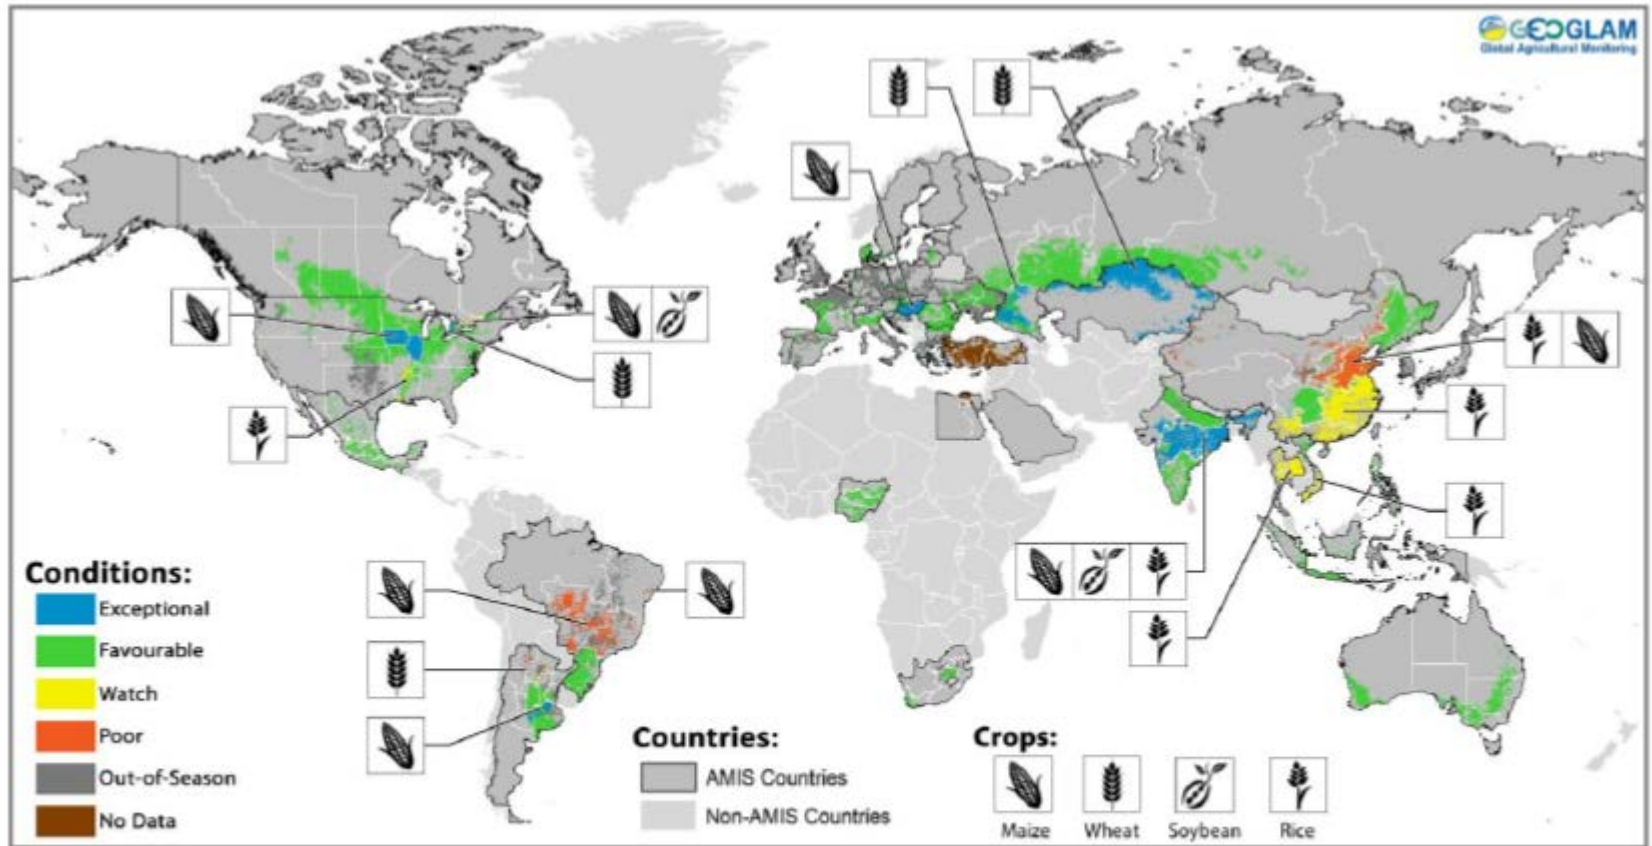 GEOGLAM
Global Agricultural Monitoring
Conditions:
Exceptional
Favourable
Watch
Poor
Out-of-Season
No Data
Countries:
AMIS Countries
Non-AMIS Countries
Crops:
Maize
Wheat
Soybean
Rice